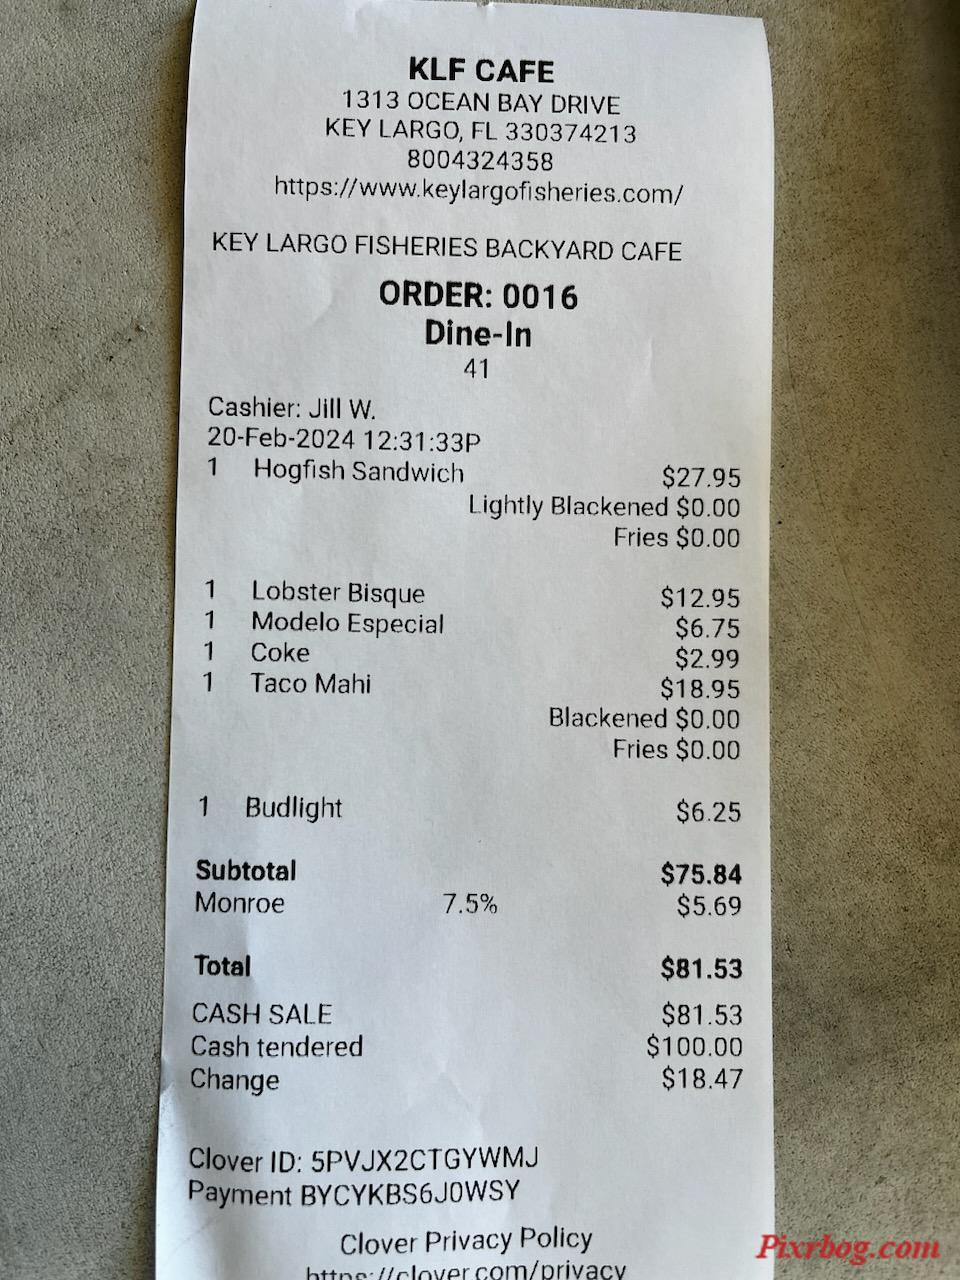 KLF CAFE
1313 OCEAN BAY DRIVE
KEY LARGO, FL 330374213
8004324358
https://www.keylargofisheries.com/
KEY LARGO FISHERIES BACKYARD CAFE
ORDER: 0016
Dine-In
41
Cashier: Jill W.
20-Feb-2024 12:31:33P
1 Hogfish Sandwich $27.95
Lightly Blackened $0.00
Fries $0.00
1 Lobster Bisque $12.95
1 Modelo Especial $6.75
1 Coke $2.99
1 Taco Mahi $18.95
Blackened $0.00
Fries $0.00
1 Budlight $6.25
Subtotal $75.84
Monroe 7.5% $5.69
Total $81.53
CASH SALE $81.53
Cash tendered $100.00
Change $18.47
Clover ID: 5PVJX2CTGYWMJ
Payment BYCYKBS6J0WSY
Clover Privacy Policy
https://clover.com/privacy
Pixrbog.com